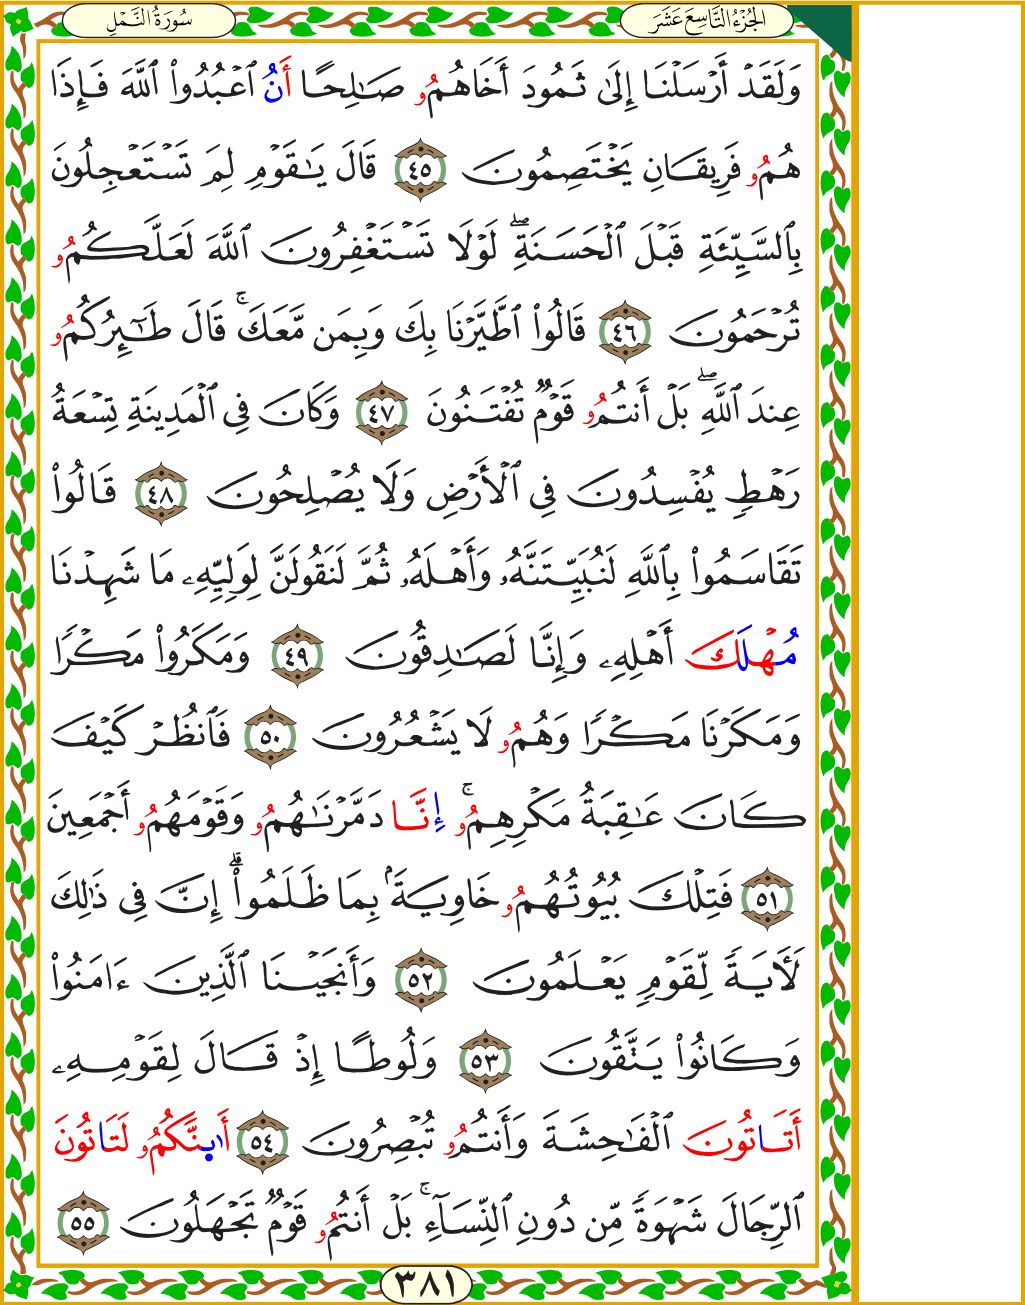 الجُزْءُ التَّاسِعَ عَشَرَ
سُورَةُ النَّمْلِ
وَلَقَدْ أَرْسَلْنَا إِلَىٰ ثَمُودَ أَخَاهُمُۥ صَـٰلِحًا أَنُ ٱعْبُدُواْ ٱللَّهَ فَإِذَا
هُمُۥ فَرِيقَانِ يَخْتَصِمُونَ ٤٥ قَالَ يَـٰقَوْمِ لِمَ تَسْتَعْجِلُونَ
بِٱلسَّيِّئَةِ قَبْلَ ٱلْحَسَنَةِۖ لَوْلَا تَسْتَغْفِرُونَ ٱللَّهَ لَعَلَّكُمُۥ
تُرْحَمُونَ ٤٦ قَالُواْ ٱطَّيَّرْنَا بِكَ وَبِمَن مَّعَكَۚ قَالَ طَـٰٓئِرُكُمُۥ
عِندَ ٱللَّهِۖ بَلْ أَنتُمُۥ قَوْمٌ تُفْتَنُونَ ٤٧ وَكَانَ فِى ٱلْمَدِينَةِ تِسْعَةُ
رَهْطٍ يُفْسِدُونَ فِى ٱلْأَرْضِ وَلَا يُصْلِحُونَ ٤٨ قَالُواْ
تَقَاسَمُواْ بِٱللَّهِ لَنُبَيِّتَنَّهُۥ وَأَهْلَهُۥ ثُمَّ لَنَقُولَنَّ لِوَلِيِّهِۦ مَا شَهِدْنَا
مُهْلَكَ أَهْلِهِۦ وَإِنَّا لَصَـٰدِقُونَ ٤٩ وَمَكَرُواْ مَكْرًا
وَمَكَرْنَا مَكْرًا وَهُمُۥ لَا يَشْعُرُونَ ٥٠ فَٱنظُرْ كَيْفَ
كَانَ عَـٰقِبَةُ مَكْرِهِمُۥۚ إِنَّا دَمَّرْنَـٰهُمُۥ وَقَوْمَهُمُۥ أَجْمَعِينَ
٥١ فَتِلْكَ بُيُوتُهُمُۥ خَاوِيَةَۢ بِمَا ظَلَمُواْۗ إِنَّ فِى ذَٰلِكَ
لَأٓيَةً لِّقَوْمٍ يَعْلَمُونَ ٥٢ وَأَنجَيْنَا ٱلَّذِينَ ءَامَنُواْ
وَكَانُواْ يَتَّقُونَ ٥٣ وَلُوطًا إِذْ قَالَ لِقَوْمِهِۦ
أَتَاتُونَ ٱلْفَـٰحِشَةَ وَأَنتُمُۥ تُبْصِرُونَ ٥٤ أَا۬ىِٕنَّكُمُۥ لَتَاتُونَ
ٱلرِّجَالَ شَهْوَةً مِّن دُونِ ٱلنِّسَآءِۚ بَلْ أَنتُمُۥ قَوْمٌ تَجْهَلُونَ ٥٥
٣٨١